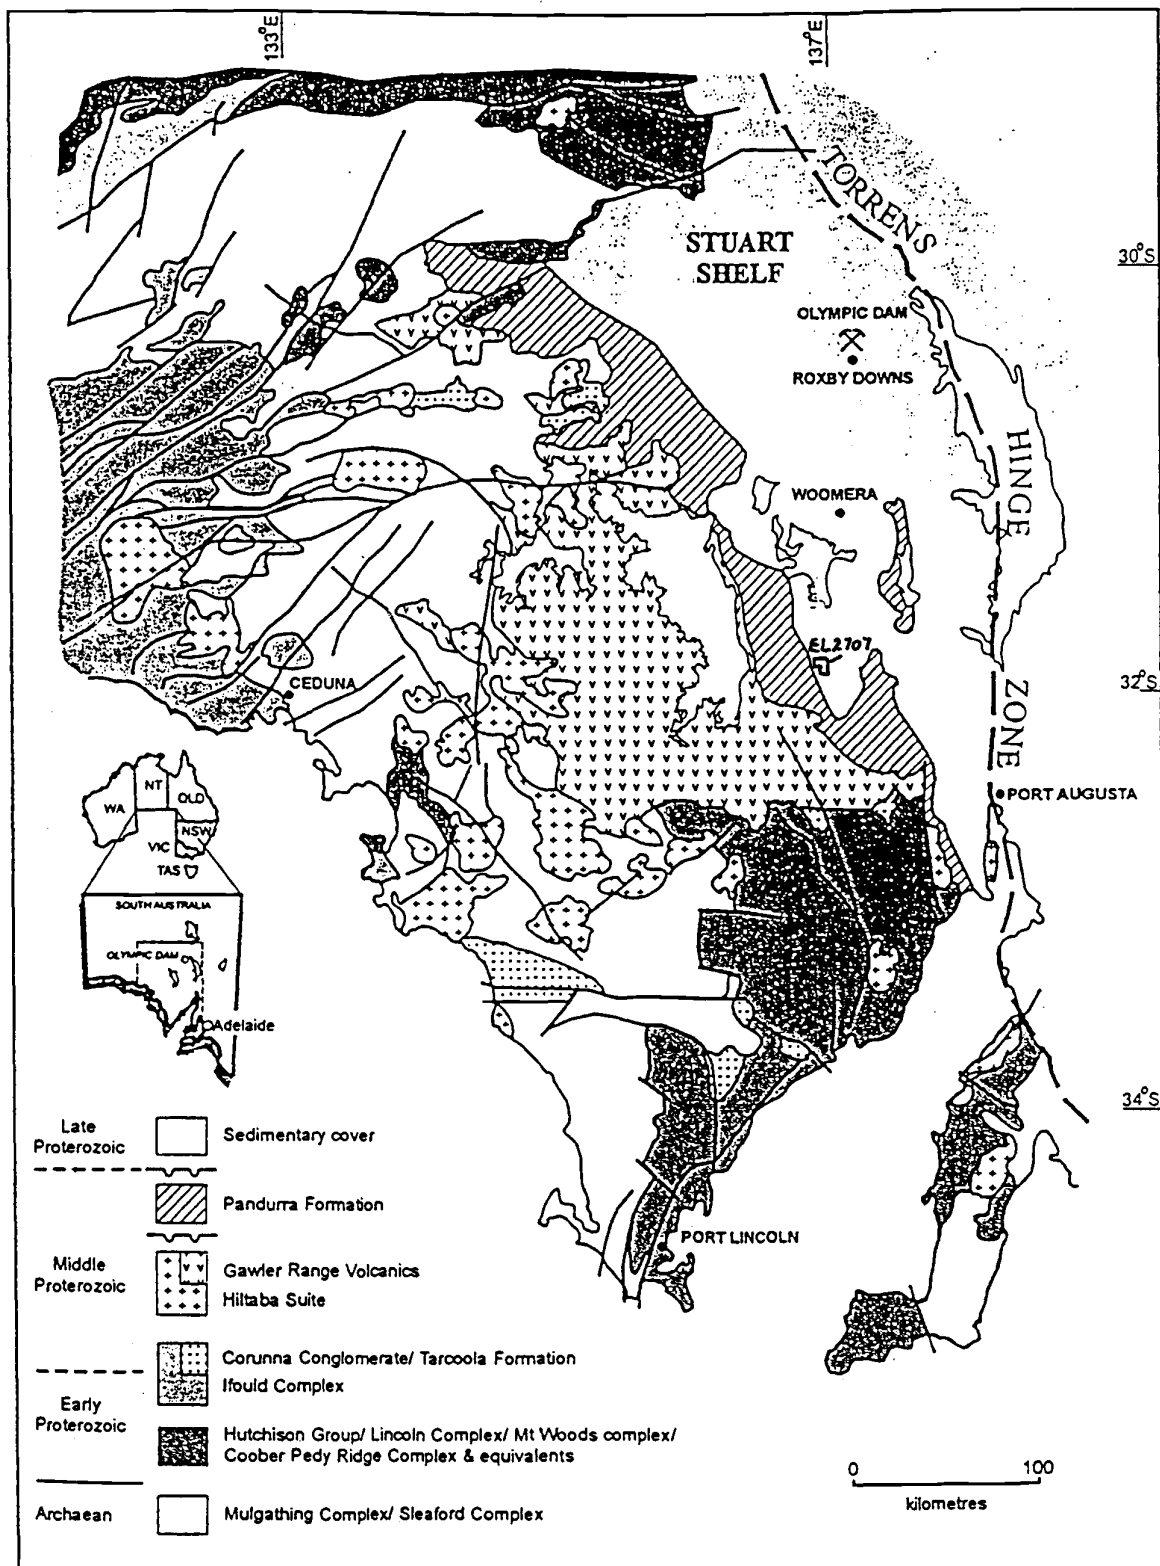 133°E
137°E
TORRENS
STUART
SHELF
30°S
OLYMPIC DAM
ROXBY DOWNS
HINGE
WOOMERA
EL2707
32°S
CEDUNA
ZONE
PORT AUGUSTA
WA
NT
QLD
NSW
VIC
TAS
SOUTH AUSTRALIA
OLYMPIC DAM
Adelaide
34°S
PORT LINCOLN
Late
Proterozoic
Sedimentary cover
Pandurra Formation
Middle
Proterozoic
Gawler Range Volcanics
Hiltaba Suite
Corunna Conglomerate/ Tarcoola Formation
Ifould Complex
Early
Proterozoic
Hutchison Group/ Lincoln Complex/ Mt Woods complex/
Coober Pedy Ridge Complex & equivalents
Archaean
Mulgathing Complex/ Sleaford Complex
0 100
kilometres